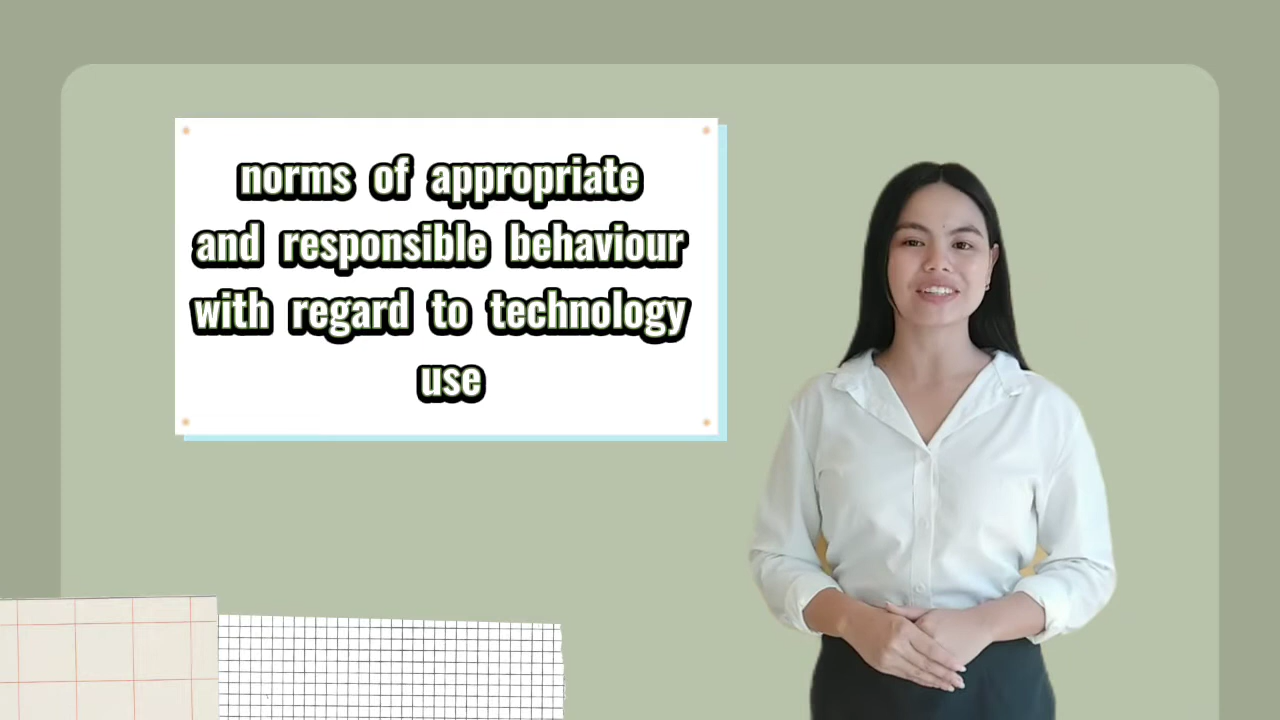 norms of appropriate
and responsible behaviour
with regard to technology
use